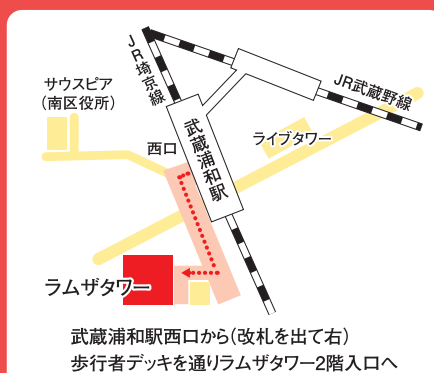 JR埼京線
サウスピア
(南区役所)
JR武蔵野線
西口
武蔵浦和駅
ライブタワー
ラムザタワー
武蔵浦和駅西口から(改札を出て右)
歩行者デッキを通りラムザタワー2階入口へ